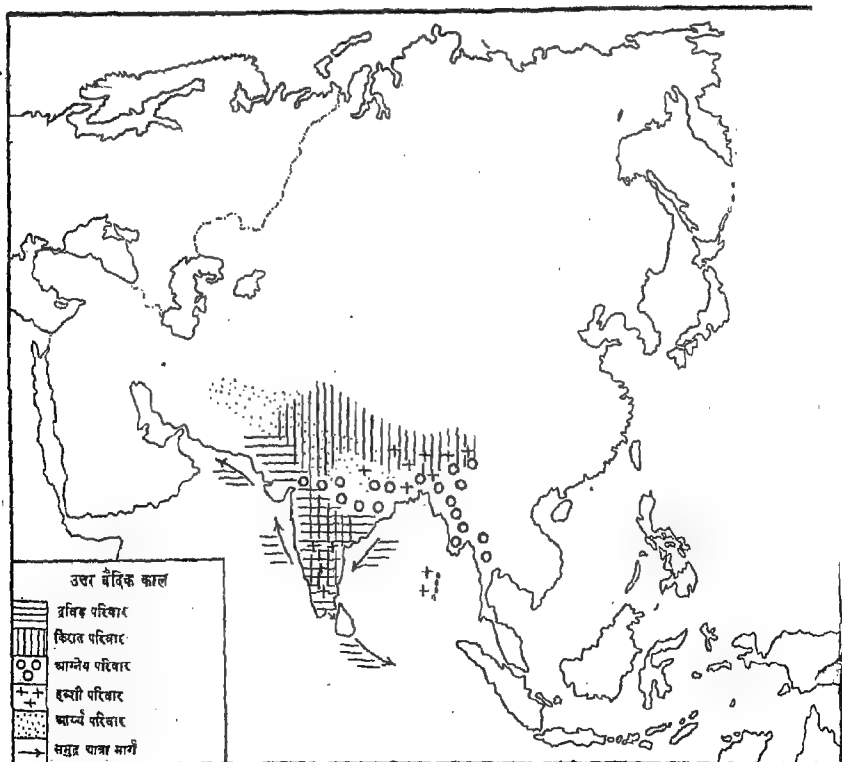 उत्तर वैदिक काल
द्रविड़ परिवार
किरात परिवार
आग्नेय परिवार
हब्शी परिवार
आर्य्य परिवार
समुद्र यात्रा मार्ग